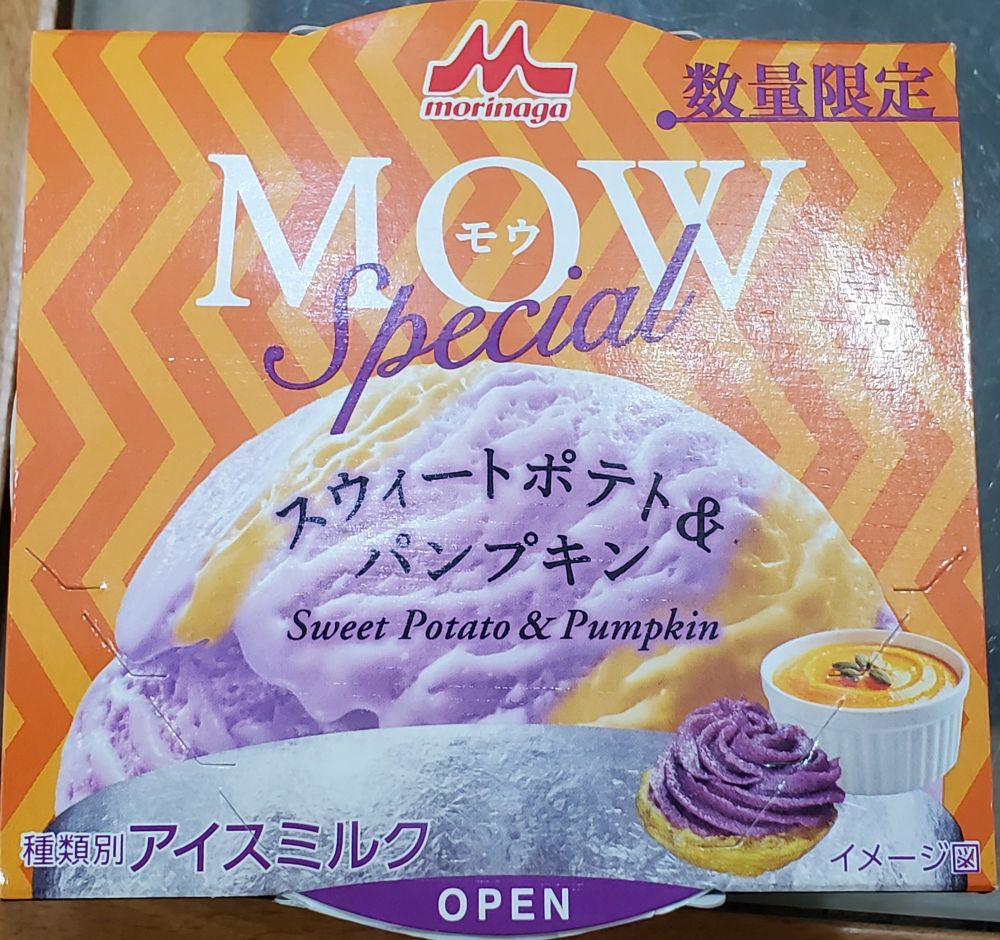 morinaga
数量限定
MOW
モウ
Special
スウィートポテト&
パンプキン
Sweet Potato & Pumpkin
種類別アイスミルク
イメージ図
OPEN